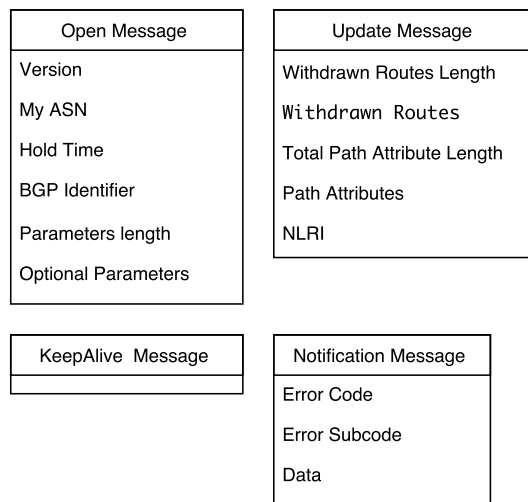 Open Message
Version
My ASN
Hold Time
BGP Identifier
Parameters length
Optional Parameters
Update Message
Withdrawn Routes Length
Withdrawn Routes
Total Path Attribute Length
Path Attributes
NLRI
KeepAlive Message
Notification Message
Error Code
Error Subcode
Data